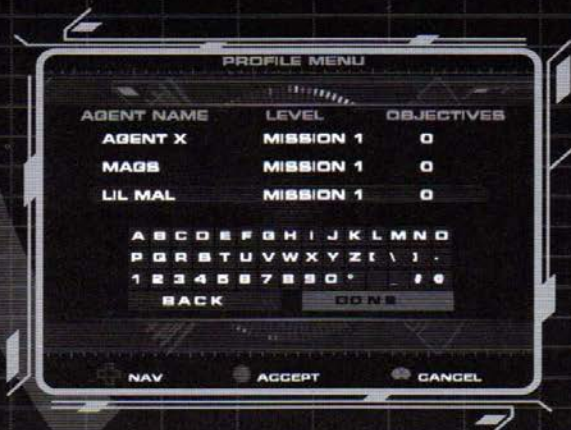 PROFILE MENU
AGENT NAME LEVEL OBJECTIVES
AGENT X MISSION 1 0
MAGS MISSION 1 0
LIL MAL MISSION 1 0
A B C D E F G H I J K L M N O
P Q R S T U V W X Y Z [ \ ] -
1 2 3 4 5 6 7 8 9 0 * _ # @
BACK DONE
NAV ACCEPT CANCEL